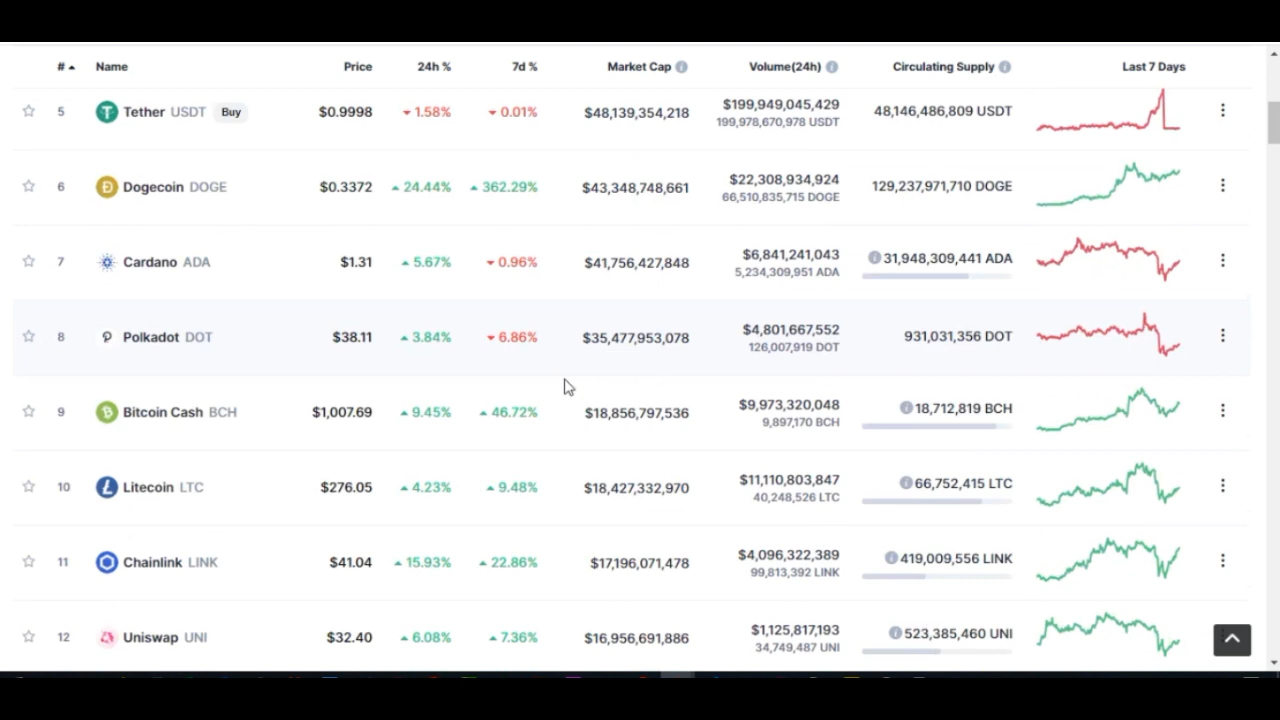 # Name Price 24h % 7d % Market Cap Volume(24h) Circulating Supply Last 7 Days
5 Tether USDT Buy $0.9998 1.58% 0.01% $48,139,354,218 $199,949,045,429 48,146,486,809 USDT
199,978,670,978 USDT
6 Dogecoin DOGE $0.3372 24.44% 362.29% $43,348,748,661 $22,308,934,924 129,237,971,710 DOGE
66,510,835,715 DOGE
7 Cardano ADA $1.31 5.67% 0.96% $41,756,427,848 $6,841,241,043 31,948,309,441 ADA
5,234,309,951 ADA
8 Polkadot DOT $38.11 3.84% 6.86% $35,477,953,078 $4,801,667,552 931,031,356 DOT
126,007,919 DOT
9 Bitcoin Cash BCH $1,007.69 9.45% 46.72% $18,856,797,536 $9,973,320,048 18,712,819 BCH
9,897,170 BCH
10 Litecoin LTC $276.05 4.23% 9.48% $18,427,332,970 $11,110,803,847 66,752,415 LTC
40,248,526 LTC
11 Chainlink LINK $41.04 15.93% 22.86% $17,196,071,478 $4,096,322,389 419,009,556 LINK
99,813,392 LINK
12 Uniswap UNI $32.40 6.08% 7.36% $16,956,691,886 $1,125,817,193 523,385,460 UNI
34,749,487 UNI